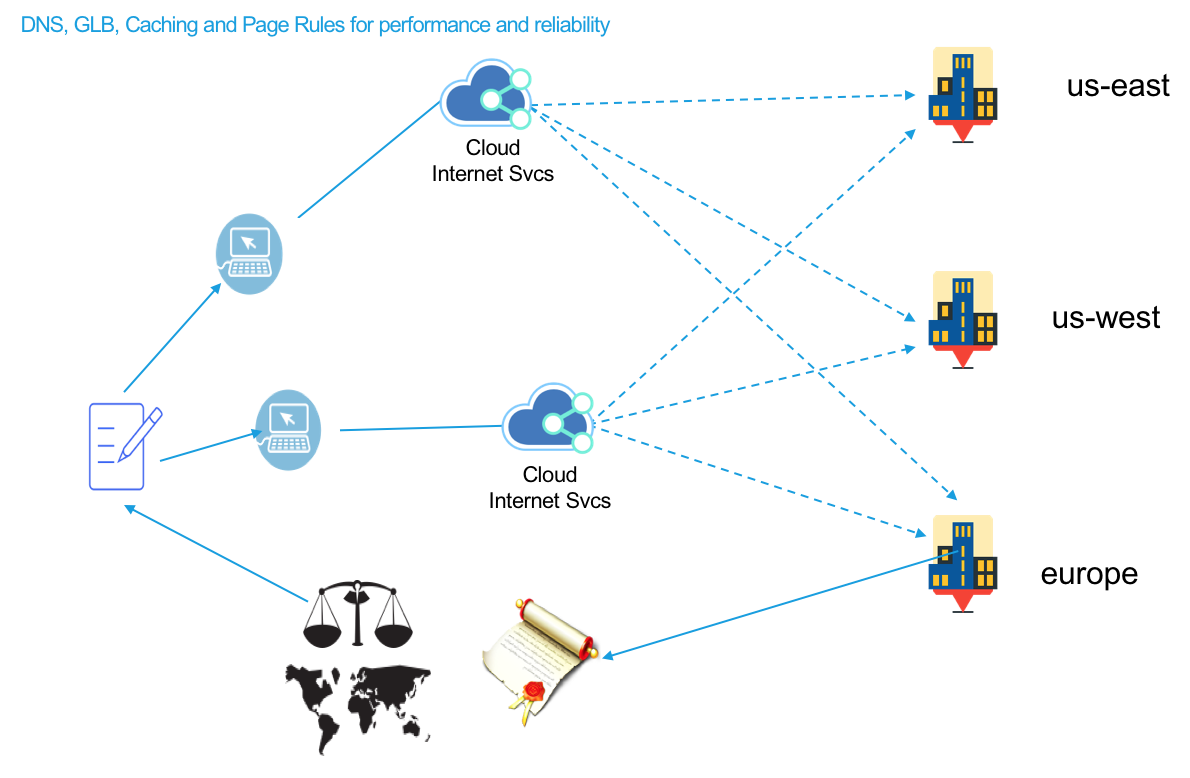 DNS, GLB, Caching and Page Rules for performance and reliability
us-east
Cloud
Internet Svcs
us-west
Cloud
Internet Svcs
europe